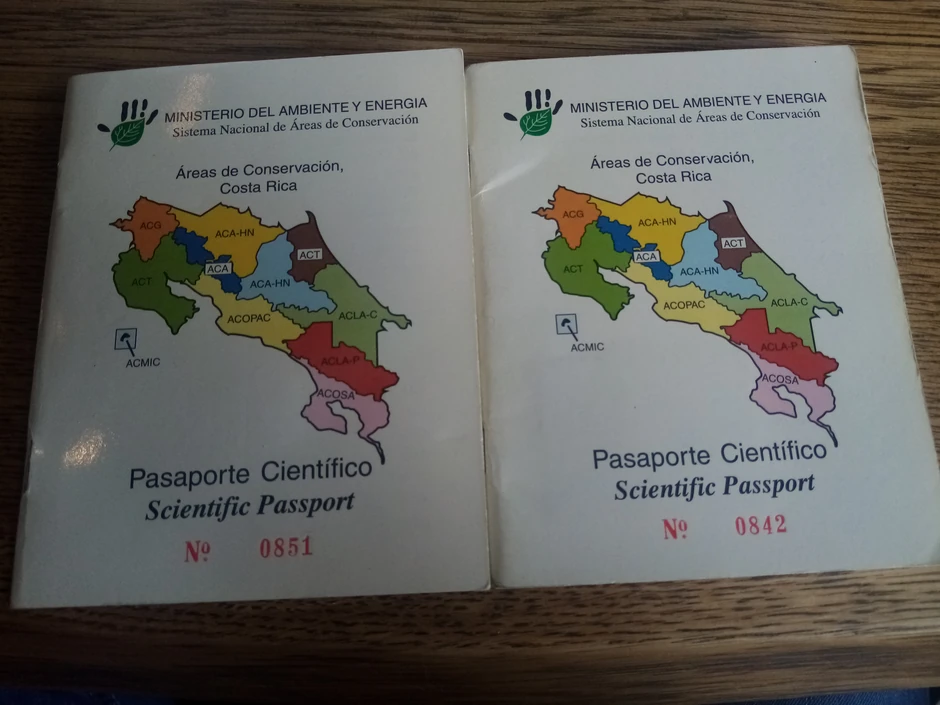 MINISTERIO DEL AMBIENTE Y ENERGIA
Sistema Nacional de Áreas de Conservación
Áreas de Conservación,
Costa Rica
ACG
ACA-HN
ACT
ACT
ACA
ACA-HN
ACOPAC
ACLA-C
ACMIC
ACLA-P
ACOSA
Pasaporte Científico
Scientific Passport
Nº 0851
MINISTERIO DEL AMBIENTE Y ENERGIA
Sistema Nacional de Áreas de Conservación
Áreas de Conservación,
Costa Rica
ACG
ACA-HN
ACT
ACT
ACA
ACA-HN
ACOPAC
ACLA-C
ACMIC
ACLA-P
ACOSA
Pasaporte Científico
Scientific Passport
Nº 0842